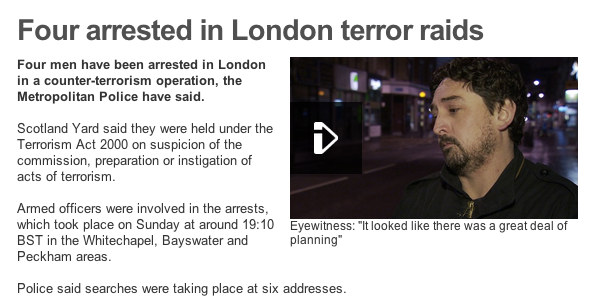 Four arrested in London terror raids
Four men have been arrested in London
in a counter-terrorism operation, the
Metropolitan Police have said.
Scotland Yard said they were held under the
Terrorism Act 2000 on suspicion of the
commission, preparation or instigation of
acts of terrorism.
Armed officers were involved in the arrests,
which took place on Sunday at around 19:10
BST in the Whitechapel, Bayswater and
Peckham areas.
Police said searches were taking place at six addresses.
Eyewitness: "It looked like there was a great deal of
planning"